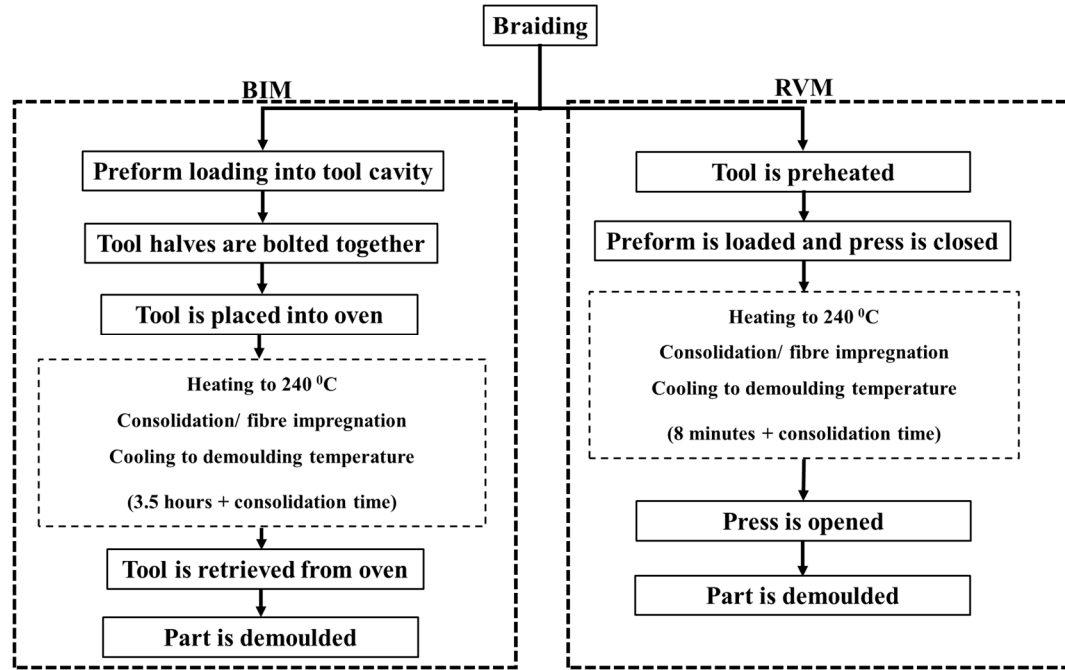 Braiding
BIM
Preform loading into tool cavity
Tool halves are bolted together
Tool is placed into oven
Heating to 240 ⁰C
Consolidation/ fibre impregnation
Cooling to demoulding temperature
(3.5 hours + consolidation time)
Tool is retrieved from oven
Part is demoulded
RVM
Tool is preheated
Preform is loaded and press is closed
Heating to 240 ⁰C
Consolidation/ fibre impregnation
Cooling to demoulding temperature
(8 minutes + consolidation time)
Press is opened
Part is demoulded